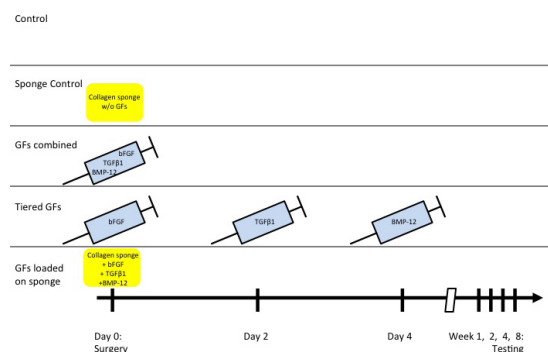 Control
Sponge Control
Collagen sponge
w/o GFs
GFs combined
bFGF
TGFβ1
BMP-12
Tiered GFs
bFGF
TGFβ1
BMP-12
GFs loaded
on sponge
Collagen sponge
+ bFGF
+ TGFβ1
+BMP-12
Day 0:
Surgery
Day 2
Day 4
Week 1, 2, 4, 8:
Testing